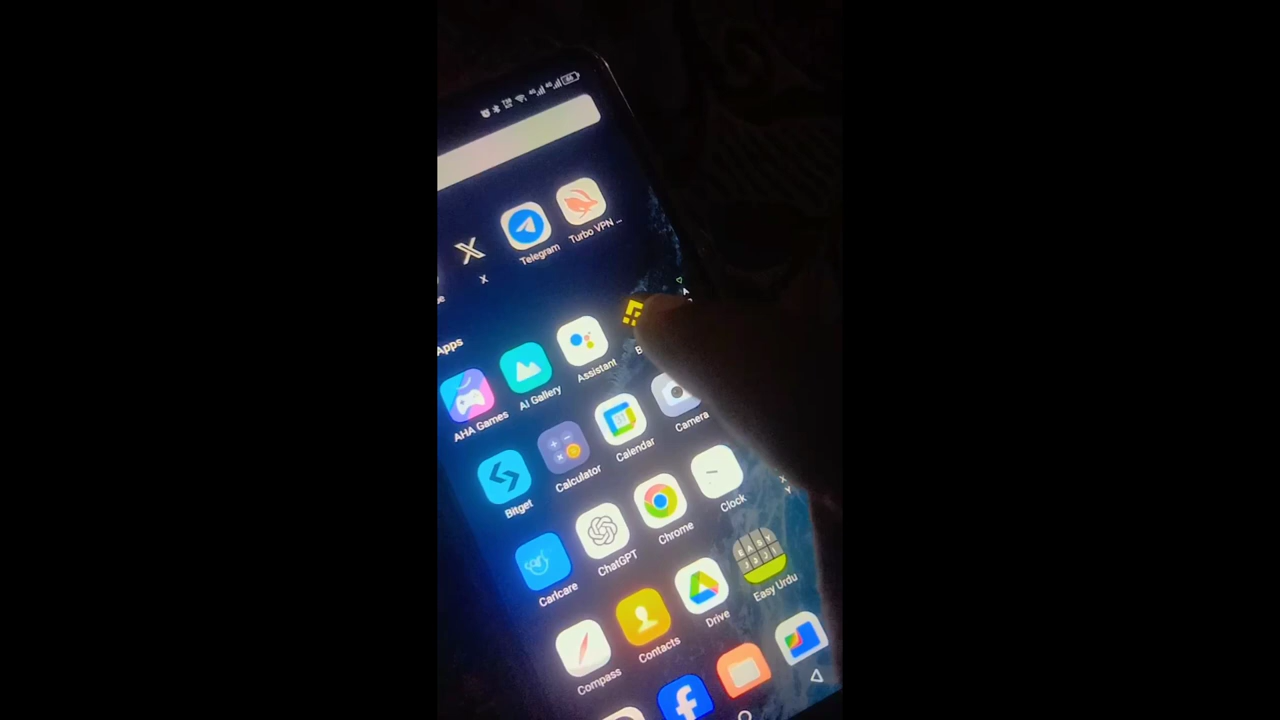 X
Telegram
Turbo VPN ...
Apps
AHA Games
AI Gallery
Assistant
Bitget
Calculator
Calendar
Camera
Carlcare
ChatGPT
Chrome
Clock
Compass
Contacts
Drive
Easy Urdu